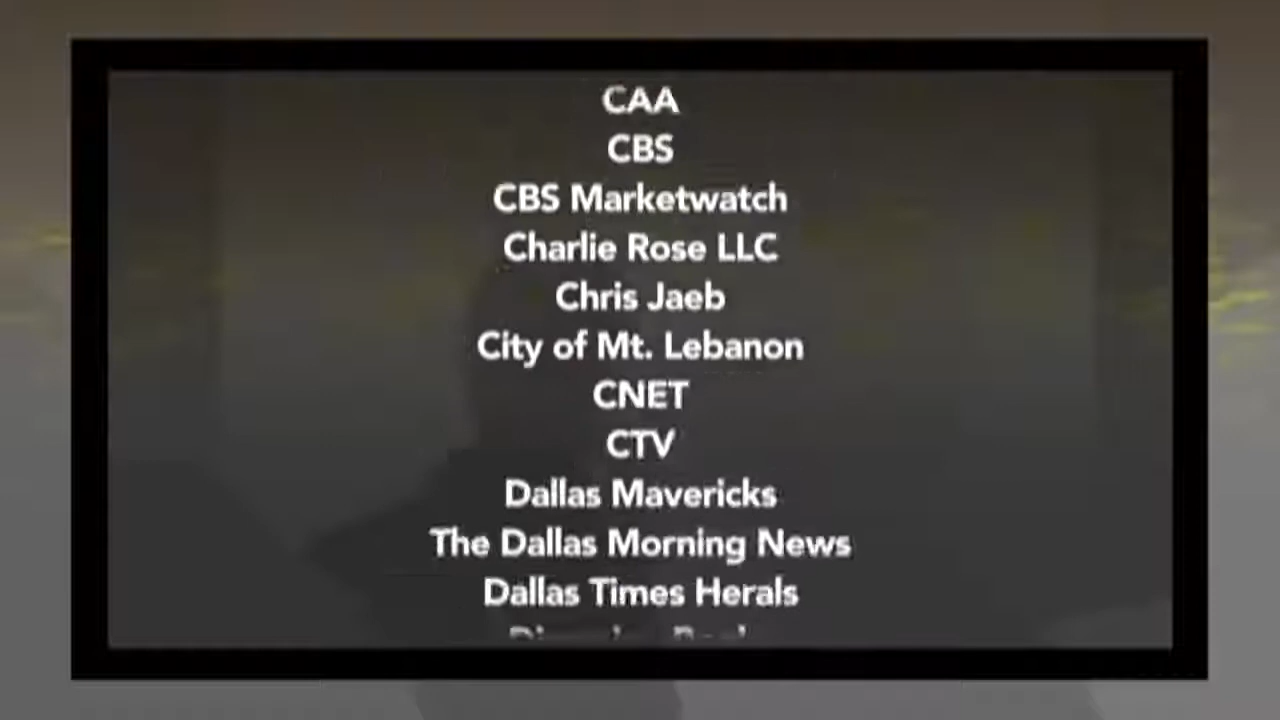 CAA
CBS
CBS Marketwatch
Charlie Rose LLC
Chris Jaeb
City of Mt. Lebanon
CNET
CTV
Dallas Mavericks
The Dallas Morning News
Dallas Times Herals